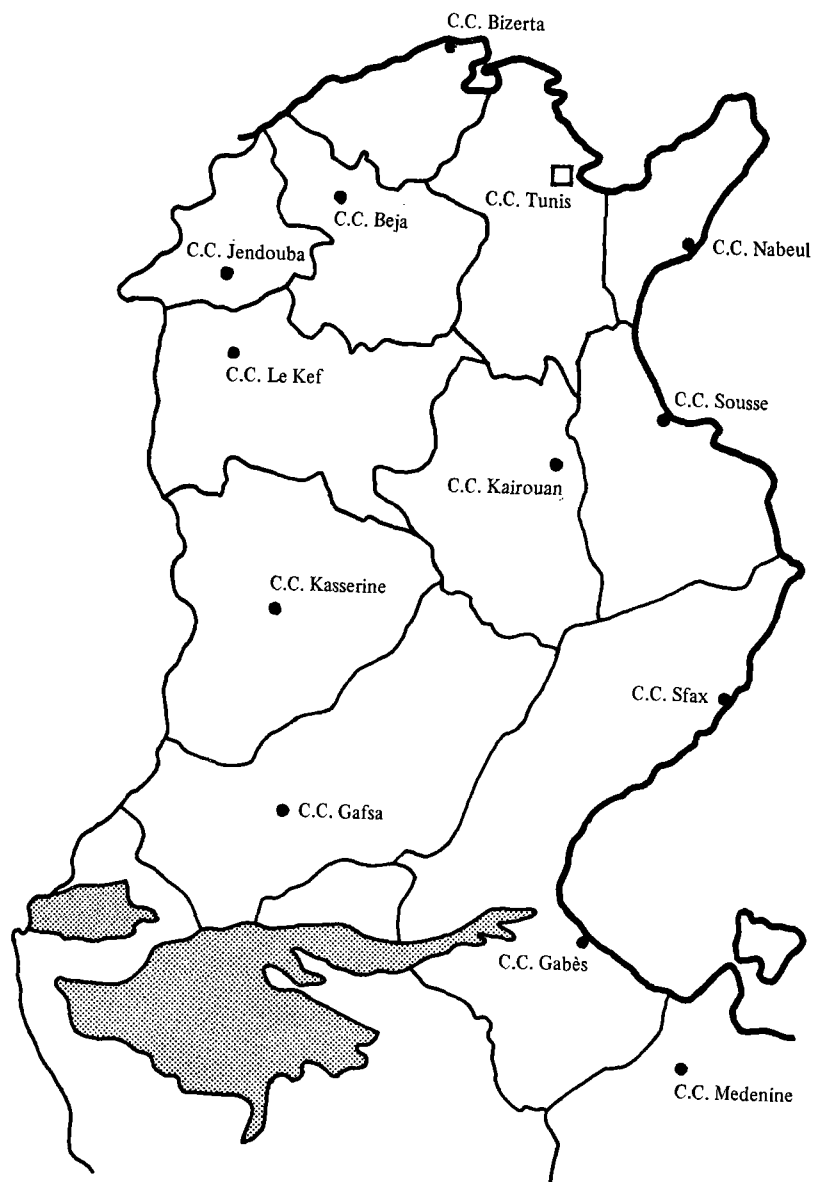 C.C. Bizerta
C.C. Tunis
C.C. Beja
C.C. Nabeul
C.C. Jendouba
C.C. Le Kef
C.C. Sousse
C.C. Kairouan
C.C. Kasserine
C.C. Sfax
C.C. Gafsa
C.C. Gabès
C.C. Medenine